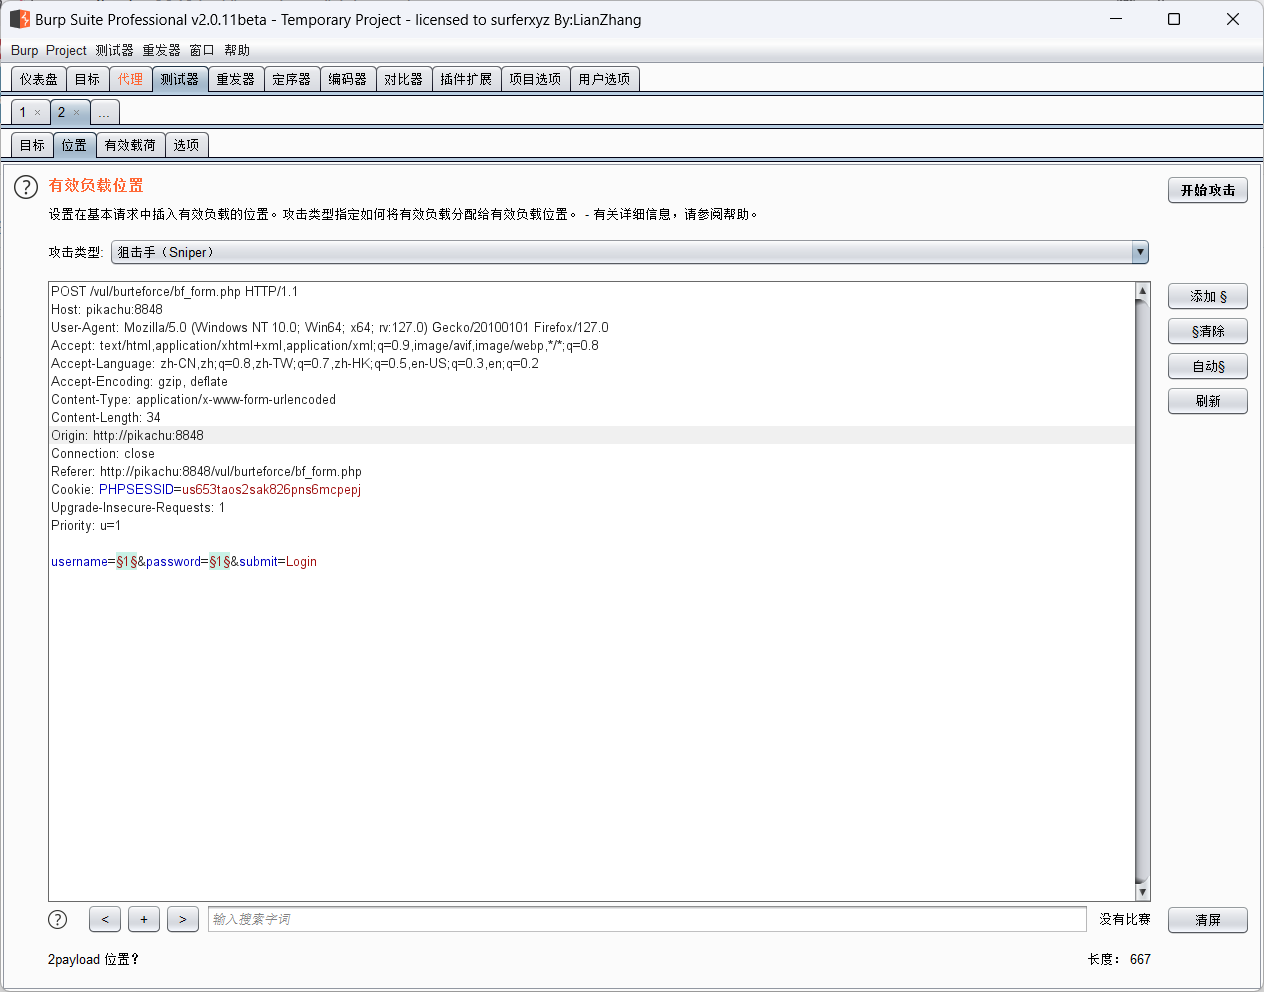 Burp Suite Professional v2.0.11beta - Temporary Project - licensed to surferxyz By:LianZhang
Burp Project 测试器 重发器 窗口 帮助
仪表盘 目标 代理 测试器 重发器 定序器 编码器 对比器 插件扩展 项目选项 用户选项
1 × 2 × ...
目标 位置 有效载荷 选项
? 有效负载位置
开始攻击
设置在基本请求中插入有效负载的位置。攻击类型指定如何将有效负载分配给有效负载位置。 - 有关详细信息，请参阅帮助。
攻击类型: 狙击手（Sniper）
POST /vul/burteforce/bf_form.php HTTP/1.1
Host: pikachu:8848
User-Agent: Mozilla/5.0 (Windows NT 10.0; Win64; x64; rv:127.0) Gecko/20100101 Firefox/127.0
Accept: text/html,application/xhtml+xml,application/xml;q=0.9,image/avif,image/webp,*/*;q=0.8
Accept-Language: zh-CN,zh;q=0.8,zh-TW;q=0.7,zh-HK;q=0.5,en-US;q=0.3,en;q=0.2
Accept-Encoding: gzip, deflate
Content-Type: application/x-www-form-urlencoded
Content-Length: 34
Origin: http://pikachu:8848
Connection: close
Referer: http://pikachu:8848/vul/burteforce/bf_form.php
Cookie: PHPSESSID=us653taos2sak826pns6mcpepj
Upgrade-Insecure-Requests: 1
Priority: u=1
username=§1§&password=§1§&submit=Login
添加 §
§清除
自动§
刷新
? < + > 输入搜索字词 没有比赛 清屏
2payload 位置? 长度： 667